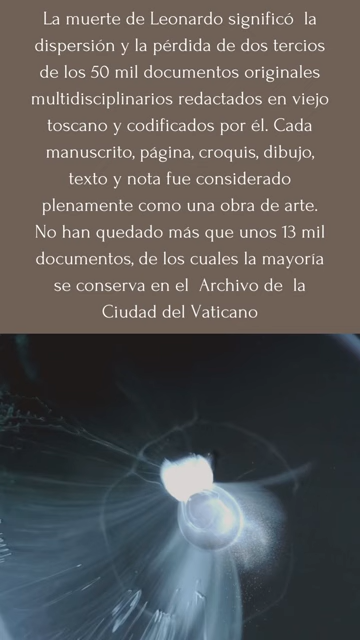 La muerte de Leonardo significó la
dispersión y la pérdida de dos tercios
de los 50 mil documentos originales
multidisciplinarios redactados en viejo
toscano y codificados por él. Cada
manuscrito, página, croquis, dibujo,
texto y nota fue considerado
plenamente como una obra de arte.
No han quedado más que unos 13 mil
documentos, de los cuales la mayoría
se conserva en el Archivo de la
Ciudad del Vaticano